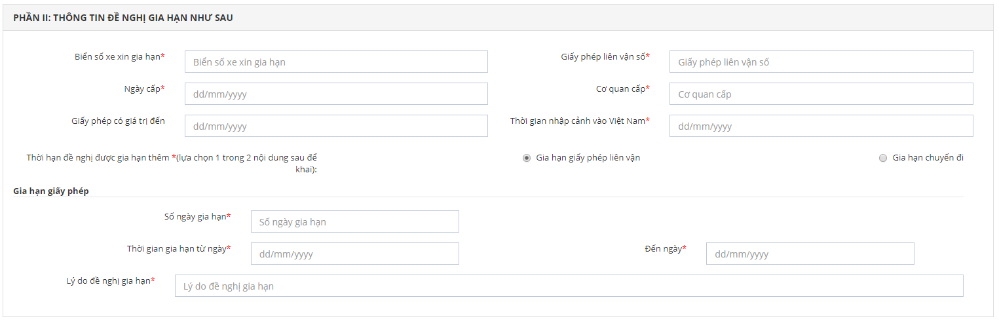 PHẦN II: THÔNG TIN ĐỀ NGHỊ GIA HẠN NHƯ SAU
Biển số xe xin gia hạn*
Biển số xe xin gia hạn
Giấy phép liên vận số*
Giấy phép liên vận số
Ngày cấp*
dd/mm/yyyy
Cơ quan cấp*
Cơ quan cấp
Giấy phép có giá trị đến
dd/mm/yyyy
Thời gian nhập cảnh vào Việt Nam*
dd/mm/yyyy
Thời hạn đề nghị được gia hạn thêm *(lựa chọn 1 trong 2 nội dung sau để
khai):
Gia hạn giấy phép liên vận
Gia hạn chuyến đi
Gia hạn giấy phép
Số ngày gia hạn*
Số ngày gia hạn
Thời gian gia hạn từ ngày*
dd/mm/yyyy
Đến ngày*
dd/mm/yyyy
Lý do đề nghị gia hạn*
Lý do đề nghị gia hạn